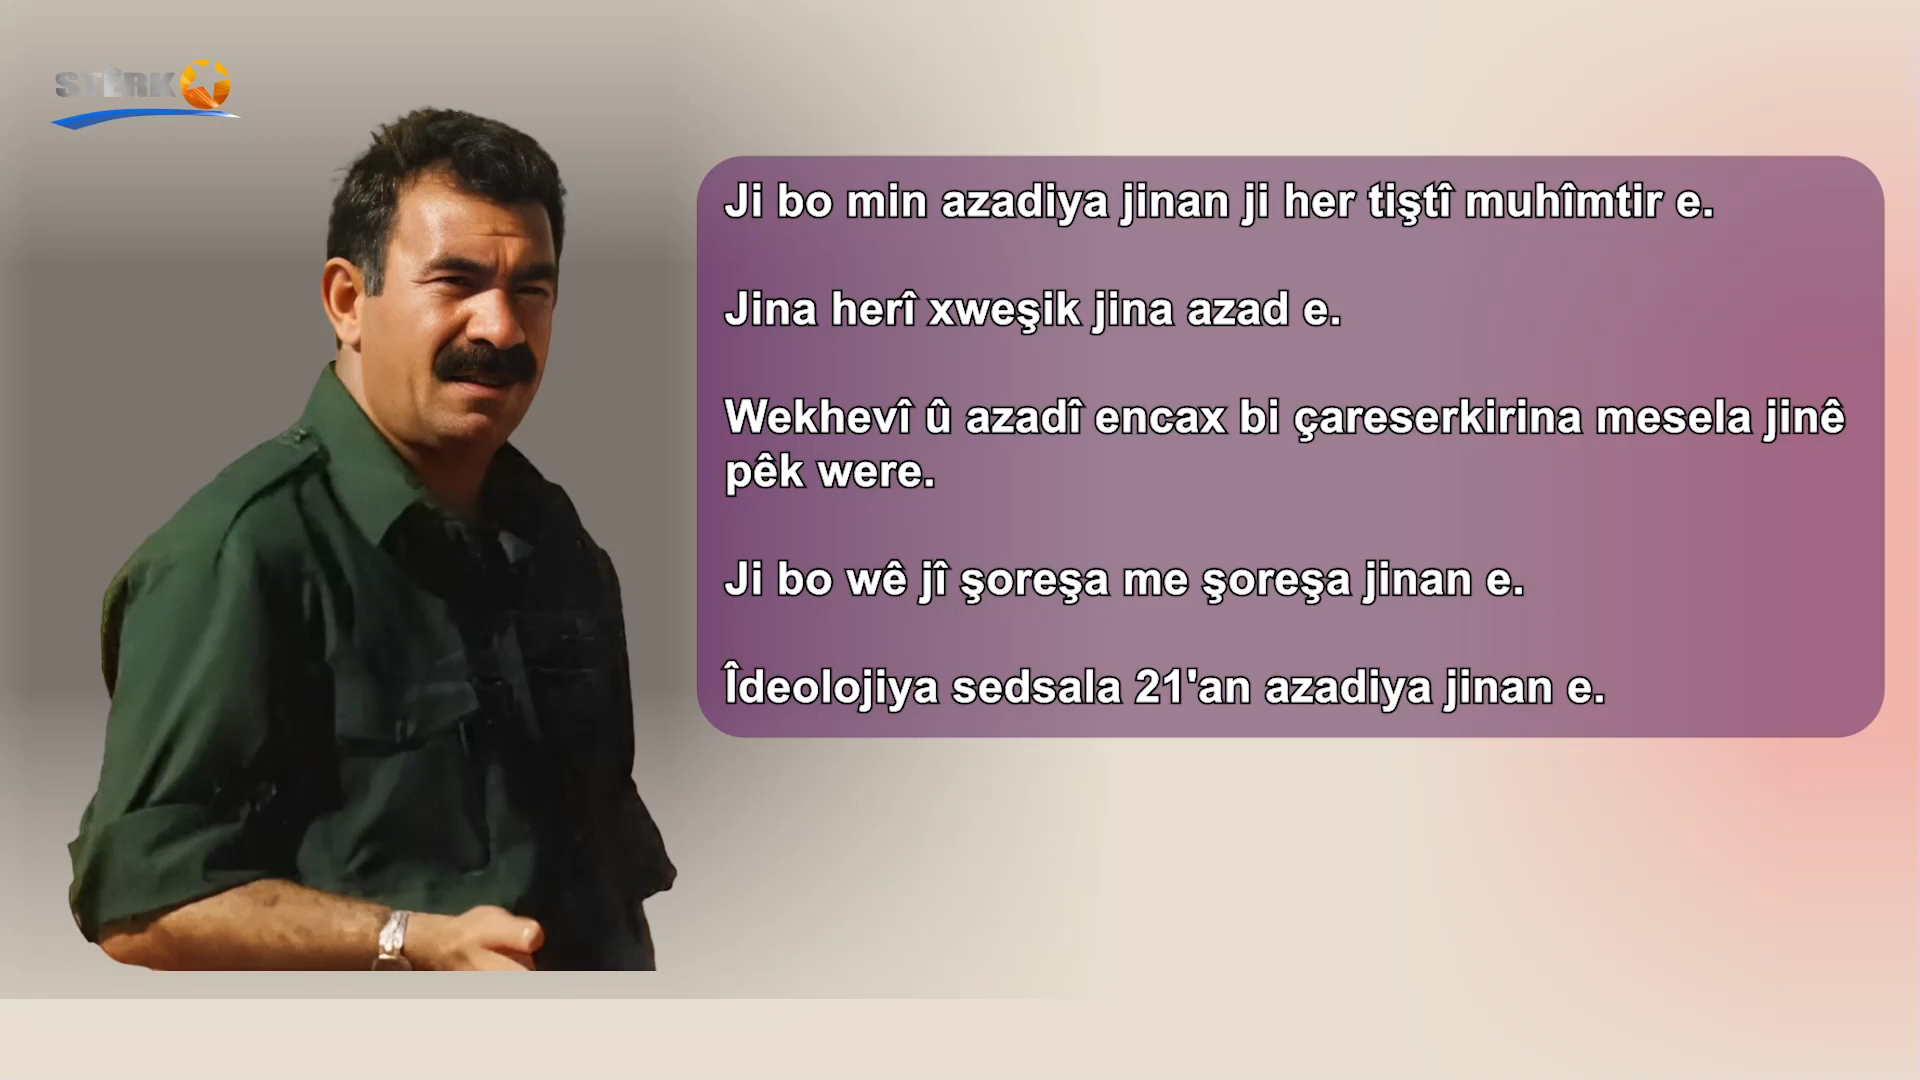 STÊRK
Ji bo min azadiya jinan ji her tiştî muhîmtir e.
Jina herî xweşik jina azad e.
Wekhevî û azadî encax bi çareserkirina mesela jinê
pêk were.
Ji bo wê jî şoreşa me şoreşa jinan e.
Îdeolojiya sedsala 21'an azadiya jinan e.